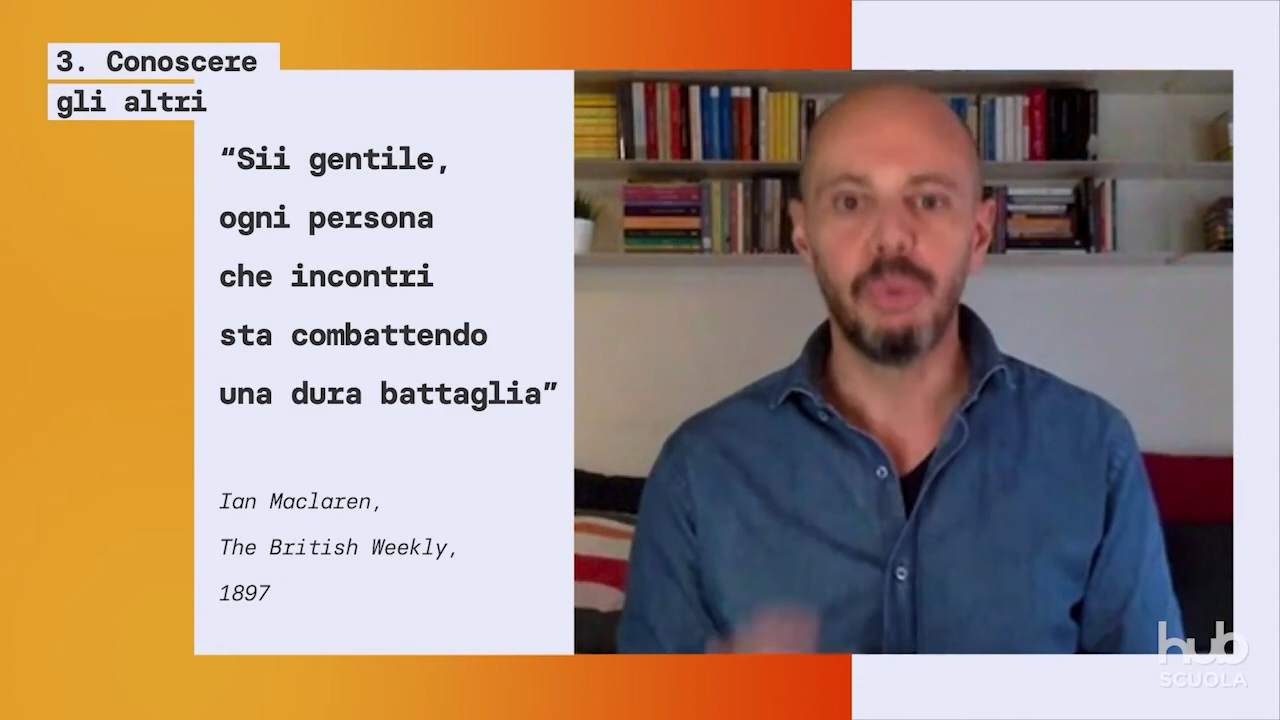 3. Conoscere
gli altri
“Sii gentile,
ogni persona
che incontri
sta combattendo
una dura battaglia”
Ian Maclaren,
The British Weekly,
1897
hub
SCUOLA